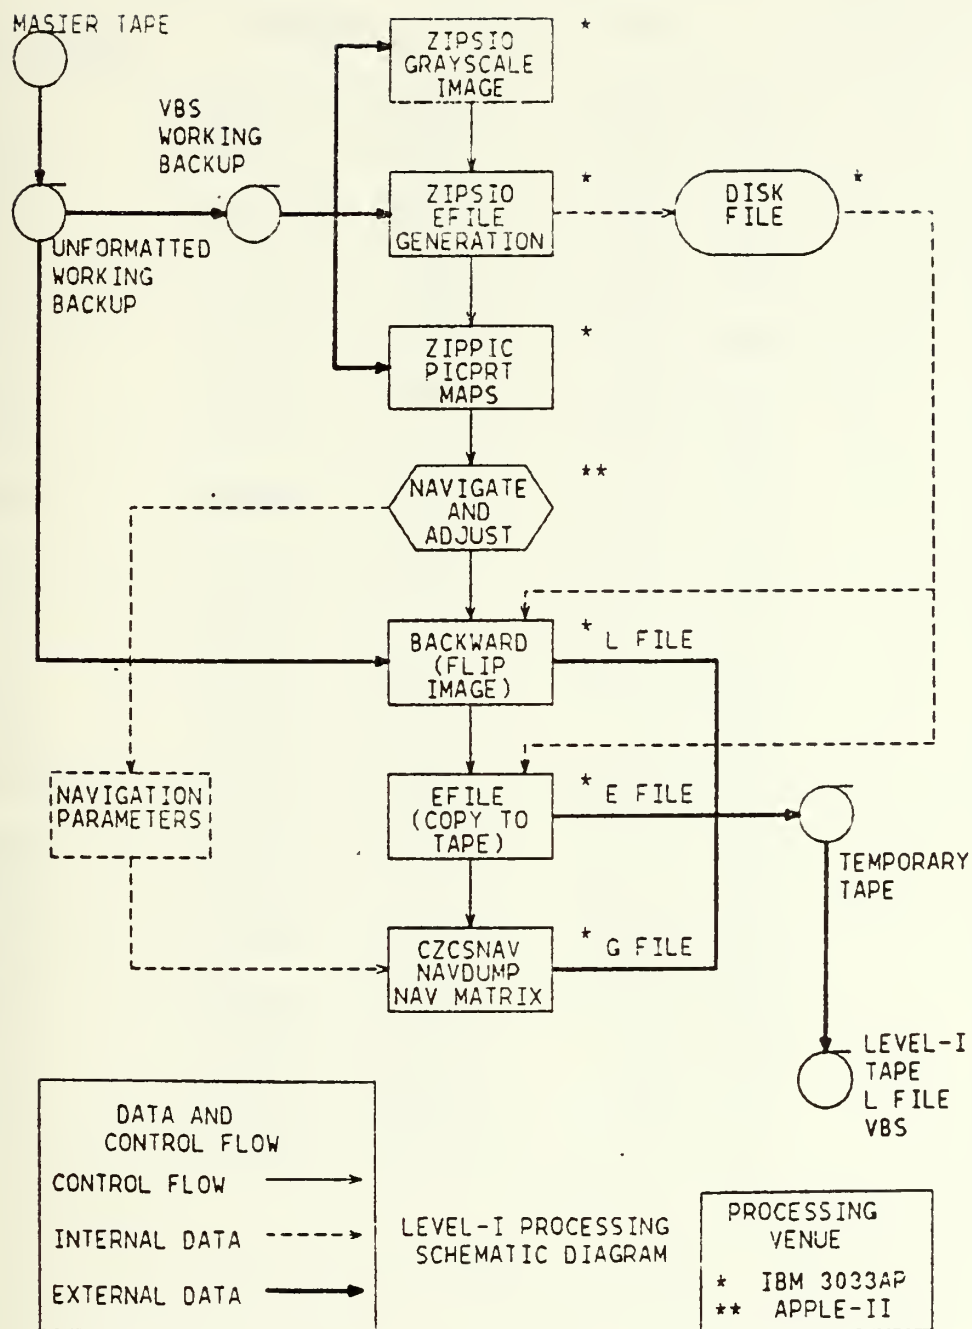 MASTER TAPE
*
ZIPSIO
GRAYSCALE
IMAGE
VBS
WORKING
BACKUP
*
ZIPSIO
EFILE
GENERATION
*
DISK
FILE
UNFORMATTED
WORKING
BACKUP
*
ZIPPIC
PICPRT
MAPS
**
NAVIGATE
AND
ADJUST
BACKWARD
(FLIP
IMAGE)
* L FILE
NAVIGATION
PARAMETERS
EFILE
(COPY TO
TAPE)
* E FILE
TEMPORARY
TAPE
CZCSNAV
NAVDUMP
NAV MATRIX
* G FILE
LEVEL-I
TAPE
L FILE
VBS
DATA AND
CONTROL FLOW
CONTROL FLOW
INTERNAL DATA
EXTERNAL DATA
LEVEL-I PROCESSING
SCHEMATIC DIAGRAM
PROCESSING
VENUE
* IBM 3033AP
** APPLE-II